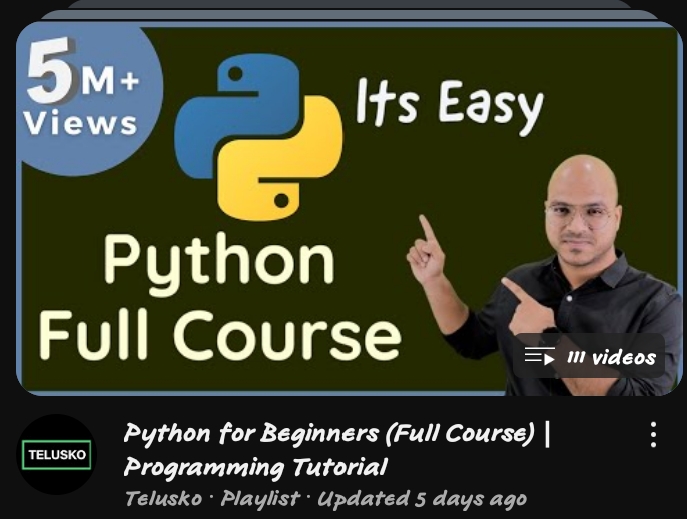 5M+
Views
Its Easy
Python
Full Course
111 videos
TELUSKO
Python for Beginners (Full Course) |
Programming Tutorial
Telusko · Playlist · Updated 5 days ago